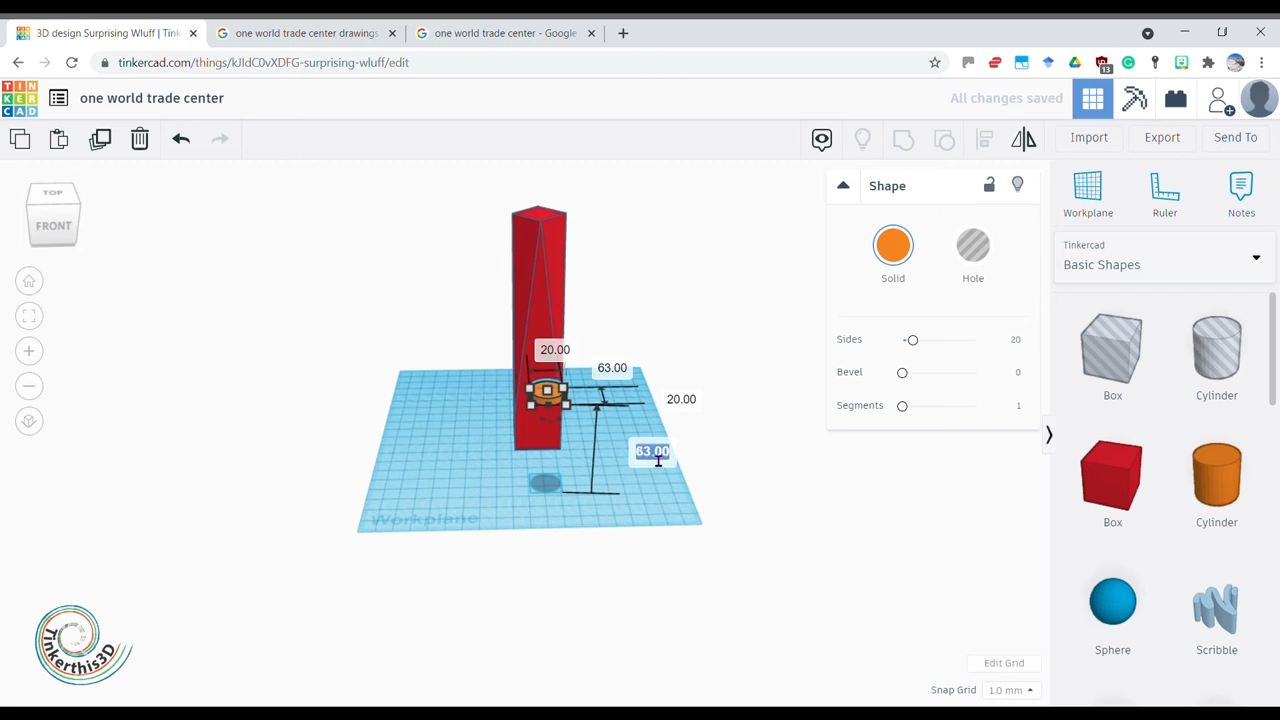 3D design Surprising Wluff | Tink
one world trade center drawings
one world trade center - Google
tinkercad.com/things/kJIdC0vXDFG-surprising-wluff/edit
13
TIN
KER
CAD
one world trade center
All changes saved
Import
Export
Send To
TOP
FRONT
Shape
Solid
Hole
Sides
20
Bevel
0
Segments
1
Workplane
Ruler
Notes
Tinkercad
Basic Shapes
Box
Cylinder
Box
Cylinder
Sphere
Scribble
20.00
63.00
20.00
63.00
Workplane
Tinkerthis3D
Edit Grid
Snap Grid
1.0 mm